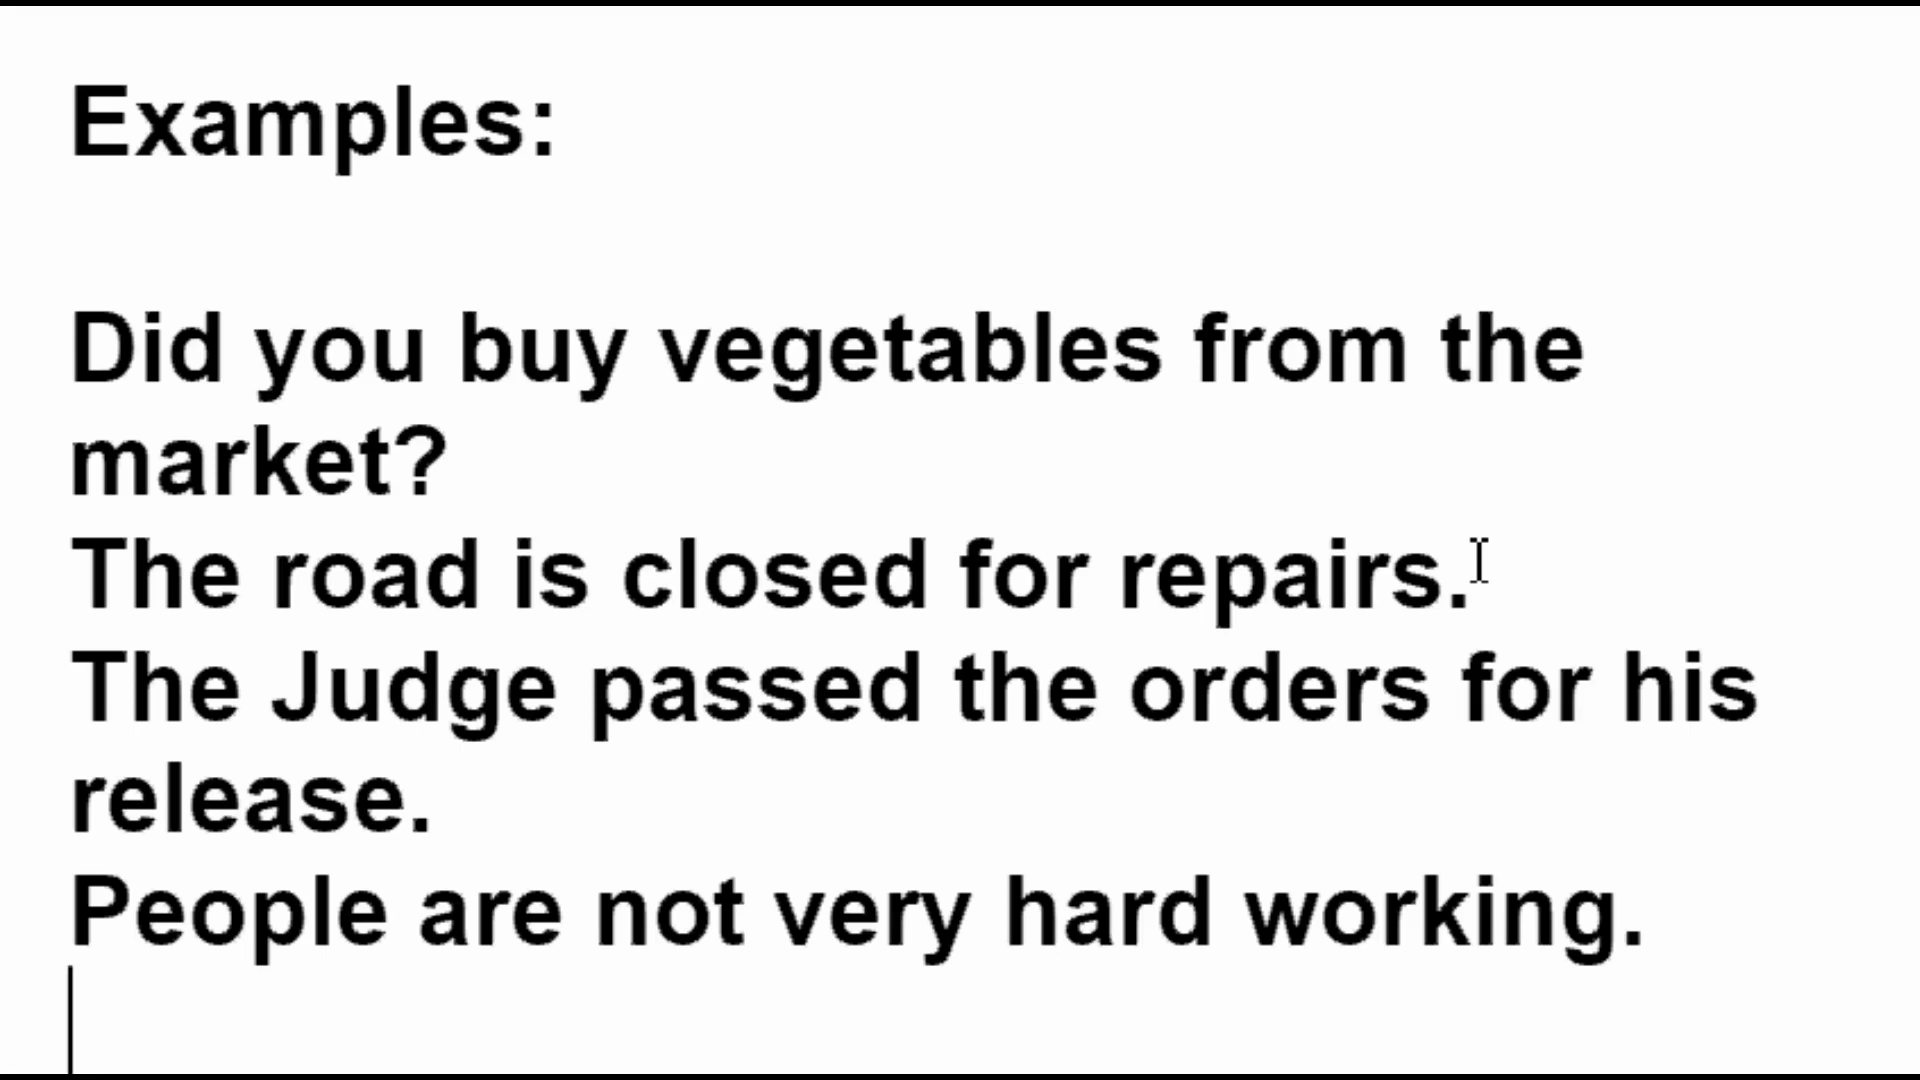 Examples:
Did you buy vegetables from the
market?
The road is closed for repairs.
The Judge passed the orders for his
release.
People are not very hard working.